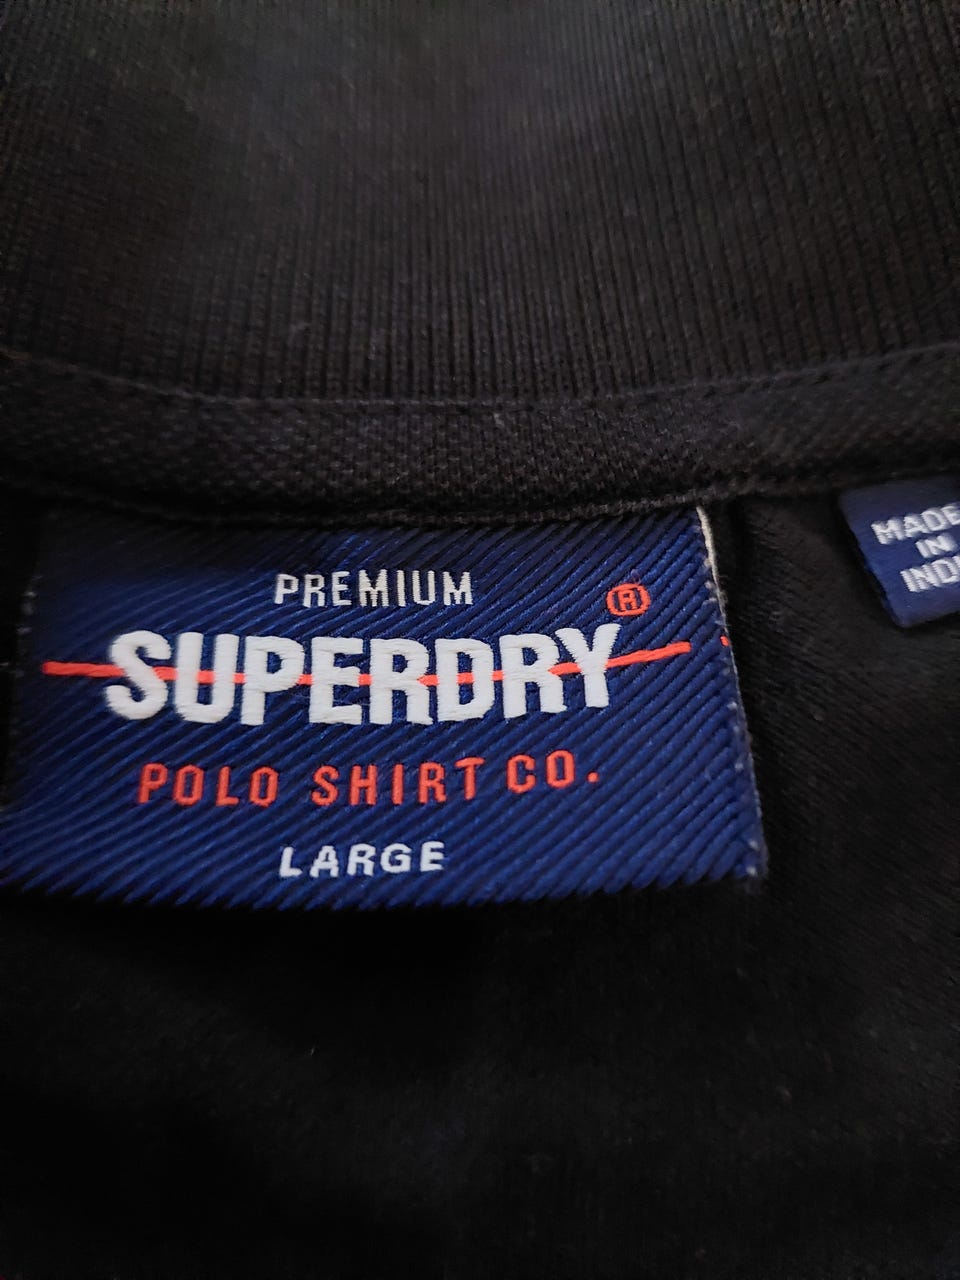 PREMIUM
SUPERDRY®
POLO SHIRT CO.
LARGE
MADE
IN
INDI